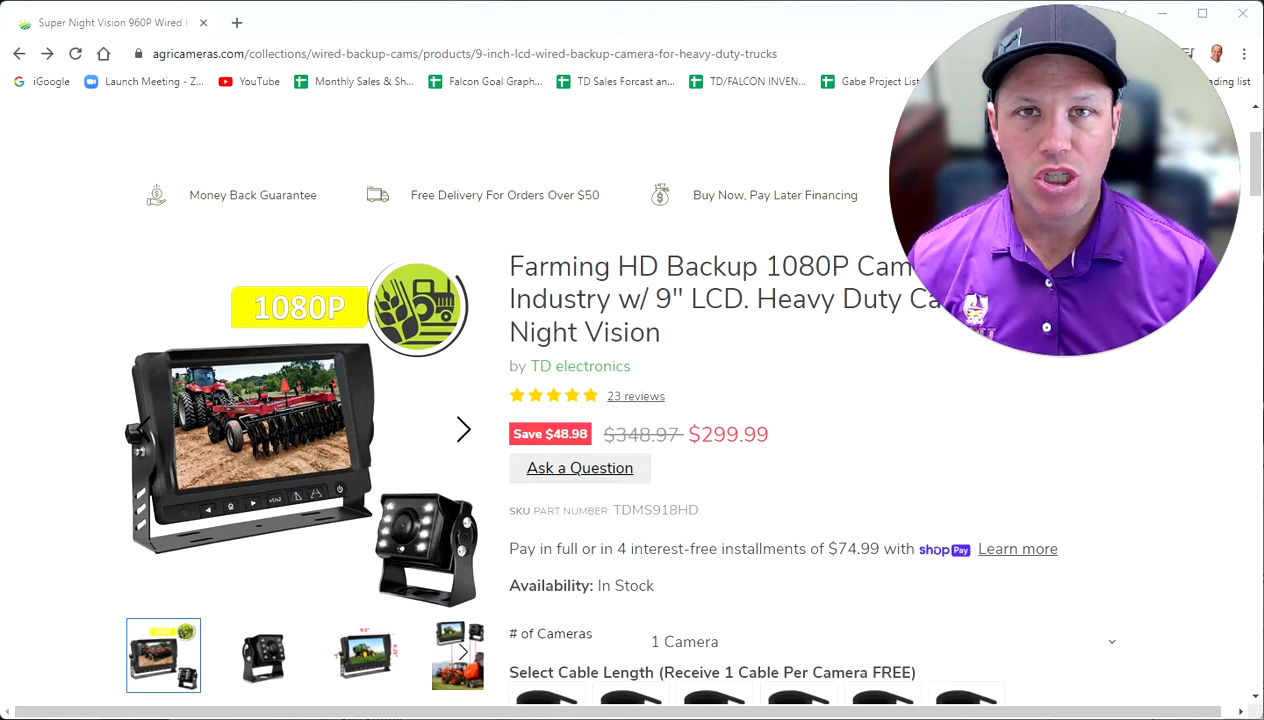 Super Night Vision 960P Wired
agricameras.com/collections/wired-backup-cams/products/9-inch-lcd-wired-backup-camera-for-heavy-duty-trucks
iGoogle
Launch Meeting - Z...
YouTube
Monthly Sales & Sh...
Falcon Goal Graph...
TD Sales Forcast an...
TD/FALCON INVEN...
Gabe Project List
ading list
Money Back Guarantee
Free Delivery For Orders Over $50
Buy Now, Pay Later Financing
1080P
Farming HD Backup 1080P Cam
Industry w/ 9" LCD. Heavy Duty Ca
Night Vision
by TD electronics
23 reviews
Save $48.98 $348.97 $299.99
Ask a Question
SKU PART NUMBER: TDMS918HD
Pay in full or in 4 interest-free installments of $74.99 with shop Pay Learn more
Availability: In Stock
# of Cameras
1 Camera
Select Cable Length (Receive 1 Cable Per Camera FREE)